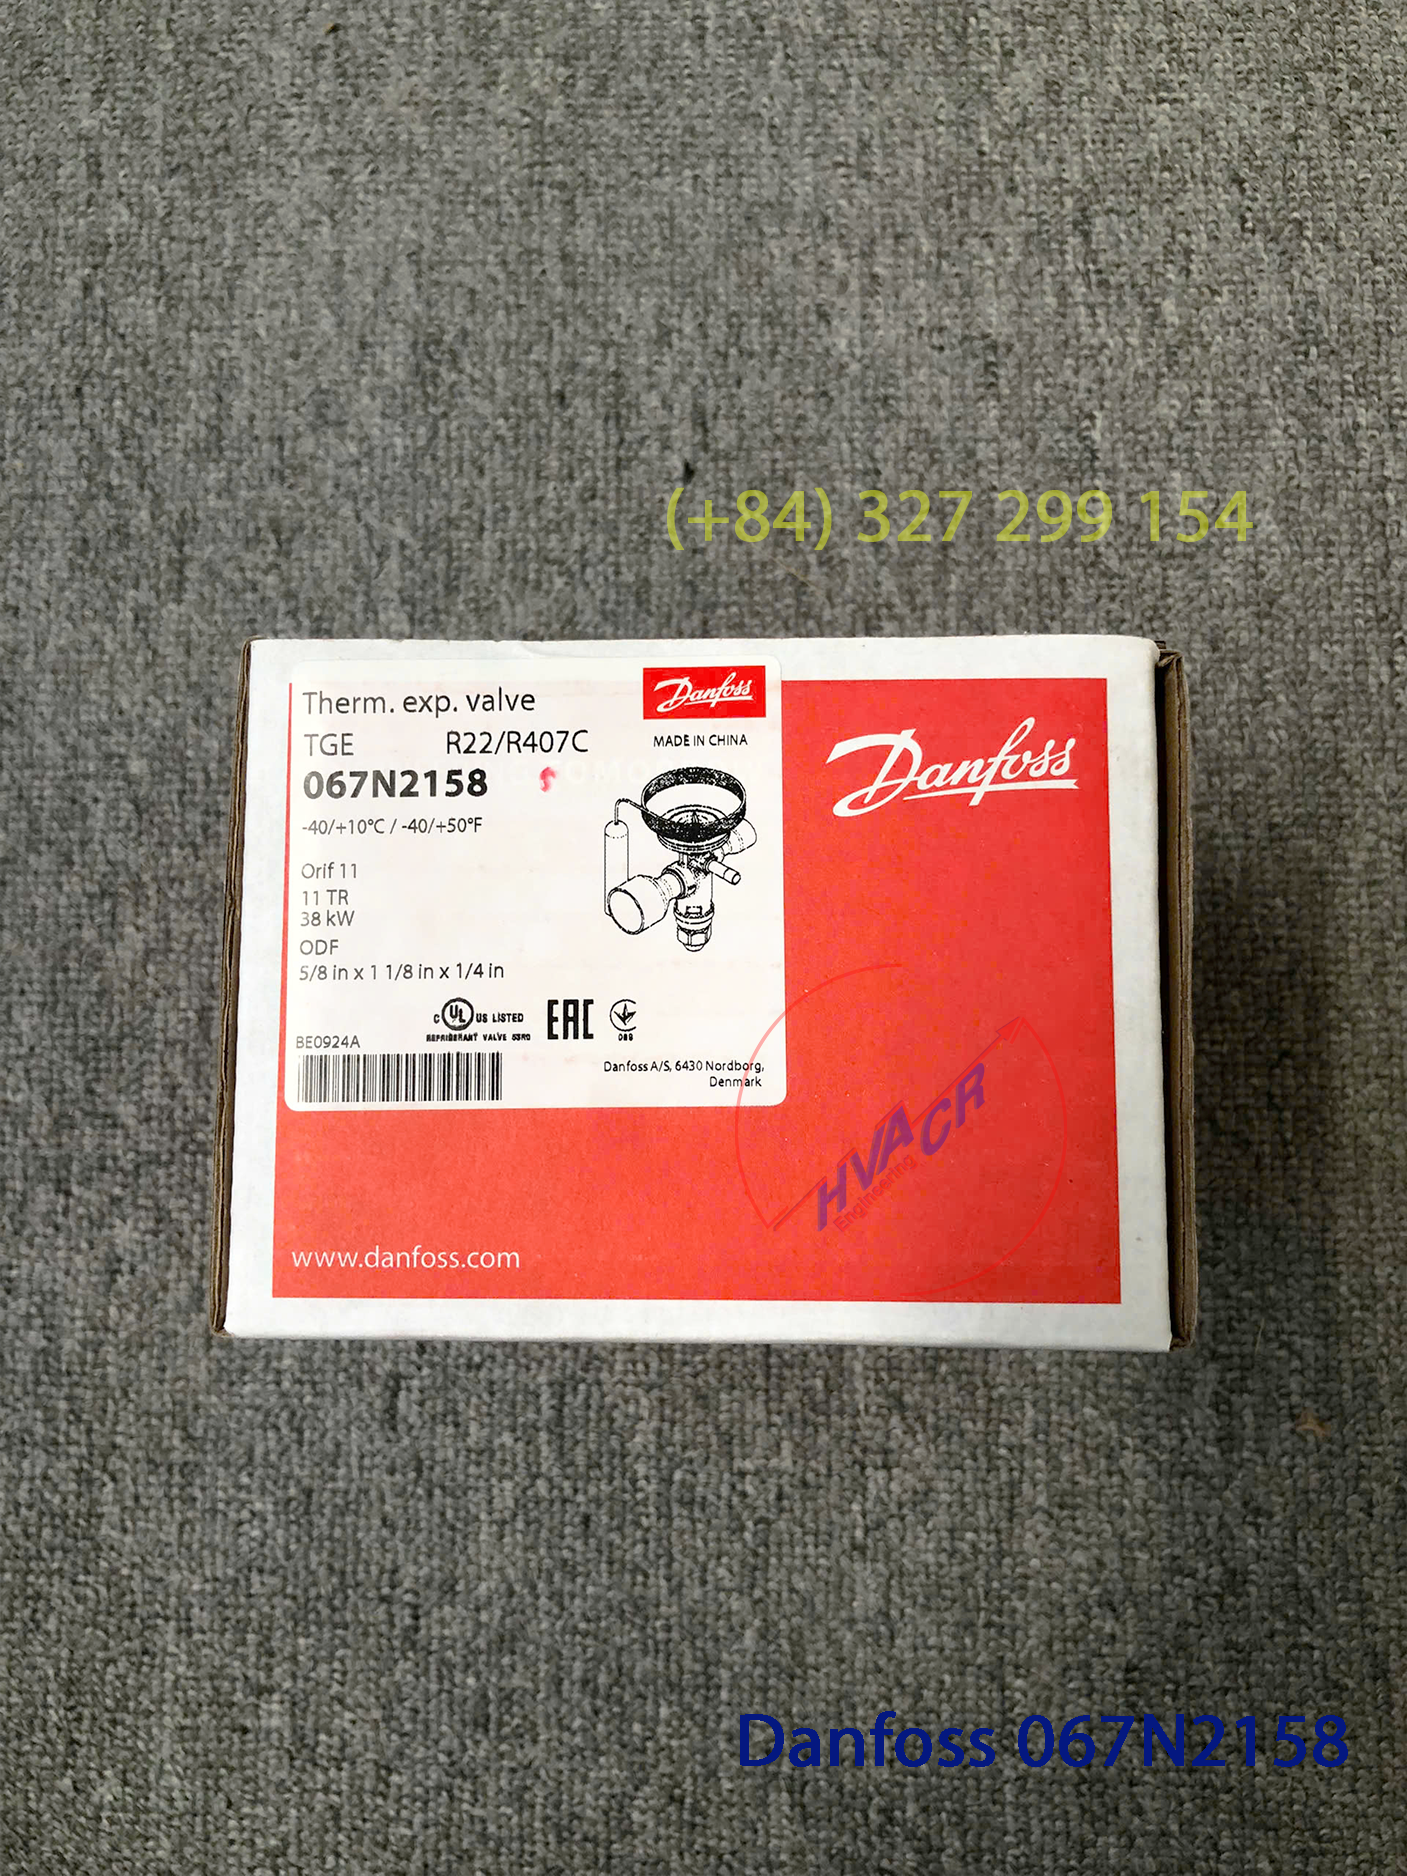 (+84) 327 299 154
Therm. exp. valve
Danfoss
TGE R22/R407C
MADE IN CHINA
067N2158
-40/+10°C / -40/+50°F
Danfoss
Orif 11
11 TR
38 kW
ODF
5/8 in x 1 1/8 in x 1/4 in
C UL US LISTED
REFRIGERANT VALVE 53R0
EAC
BE0924A
Danfoss A/S, 6430 Nordborg,
Denmark
HVACR
Engineering
www.danfoss.com
Danfoss 067N2158